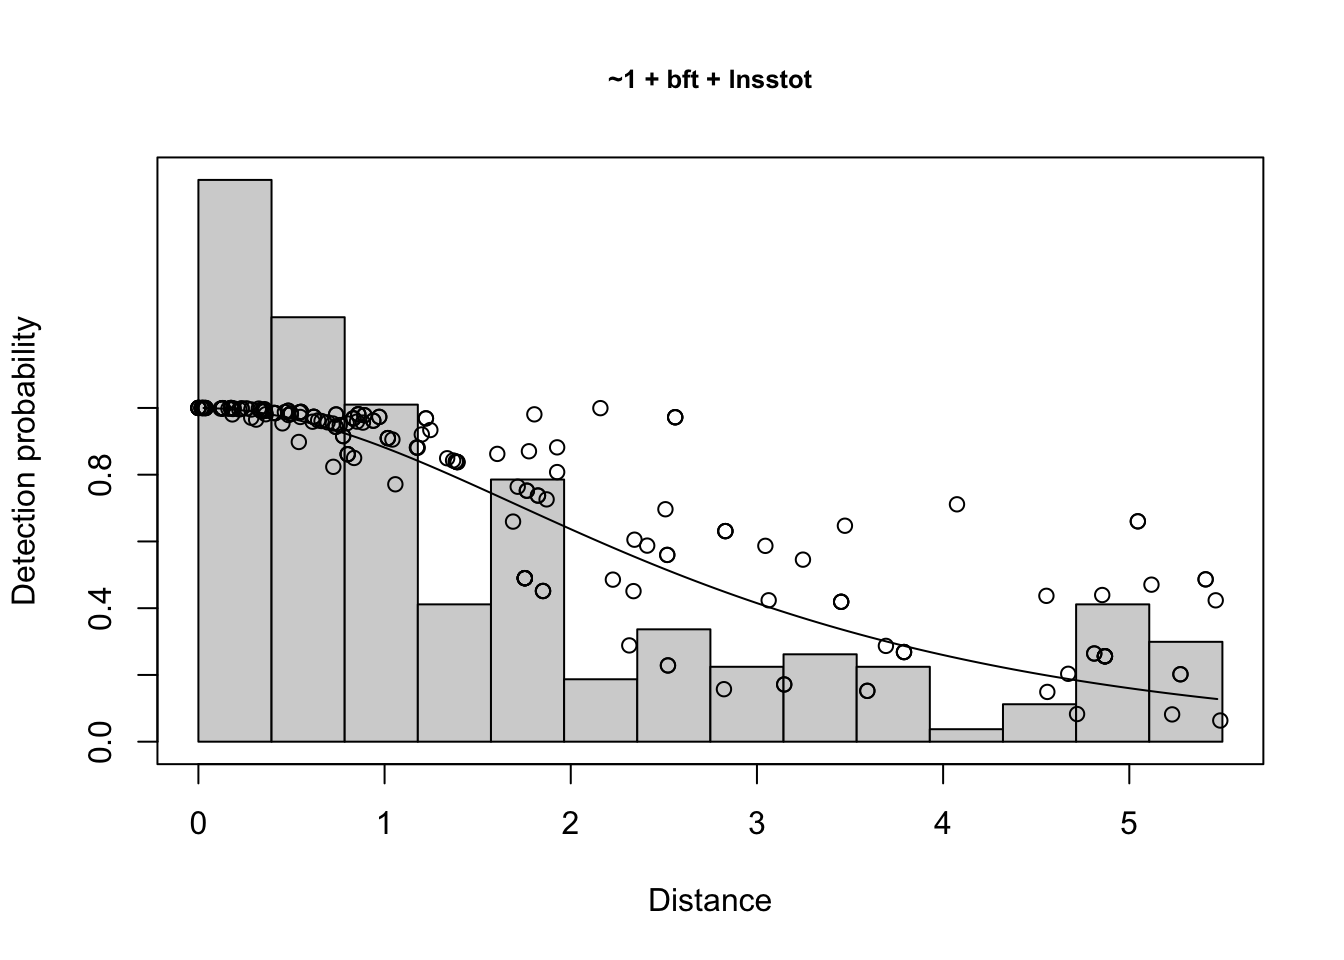 ~1 + bft + lnsstot
Detection probability
0.8
0.4
0.0
0 1 2 3 4 5
Distance